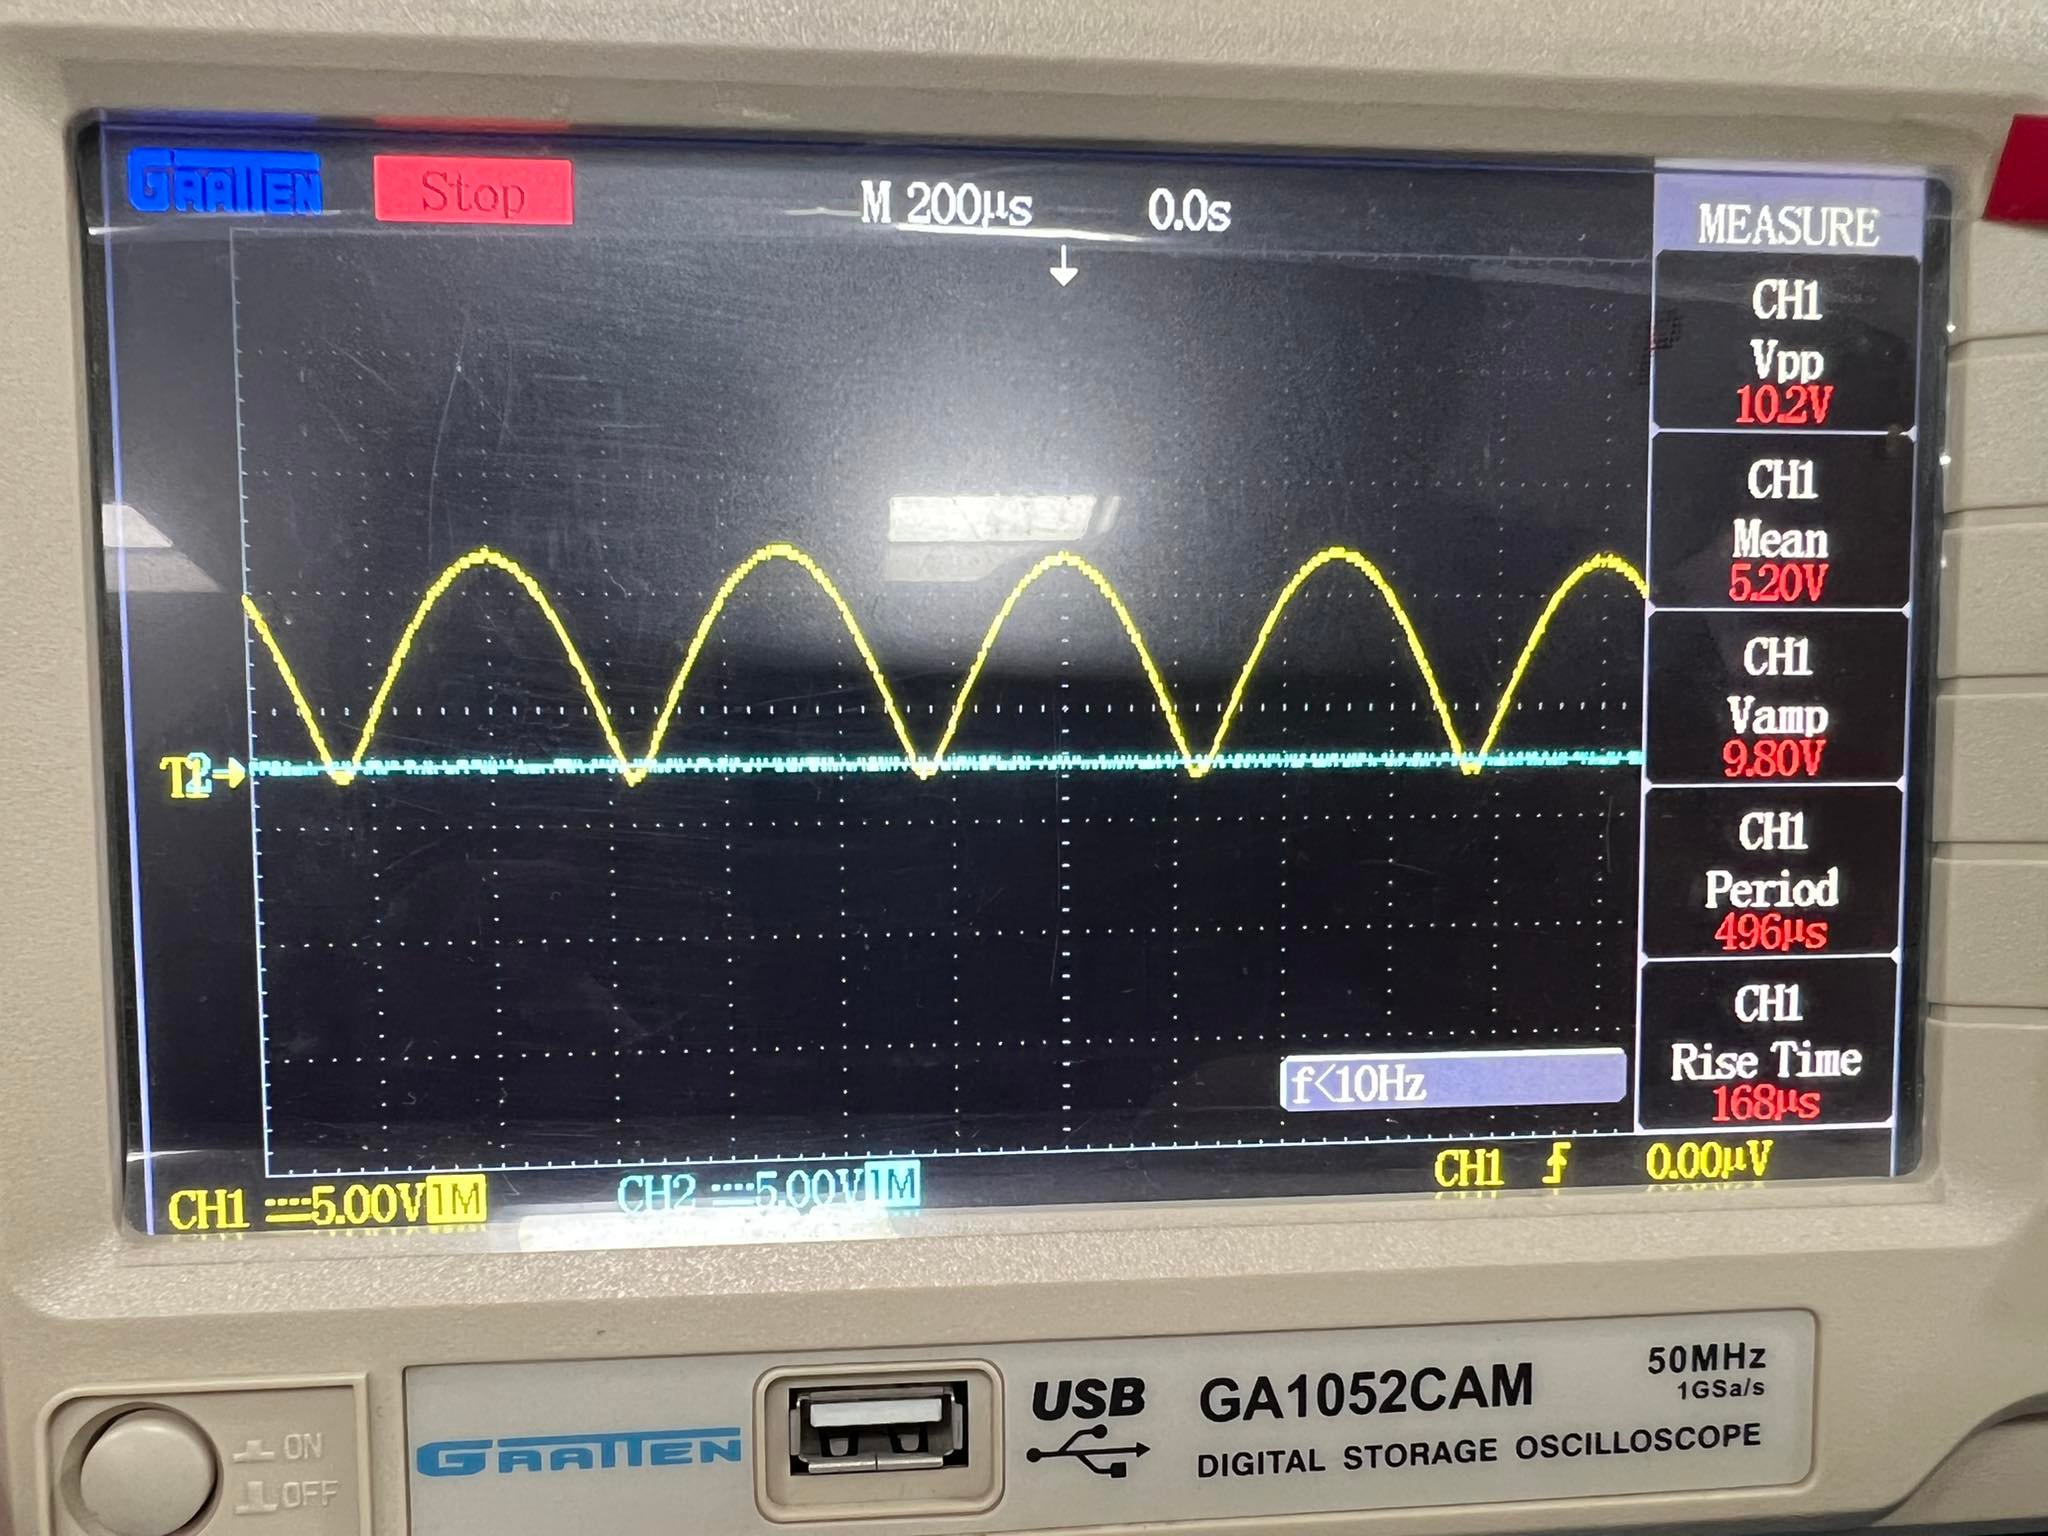 GRATTEN Stop M 200μs 0.0s
MEASURE
CH1
Vpp
10.2V
CH1
Mean
5.20V
CH1
Vamp
9.80V
CH1
Period
496μs
CH1
Rise Time
168μs
f<10Hz
CH1 5.00V 1M CH2 5.00V 1M CH1 0.00μV
ON
OFF
GRATTEN
USB
GA1052CAM
50MHz
1GSa/s
DIGITAL STORAGE OSCILLOSCOPE